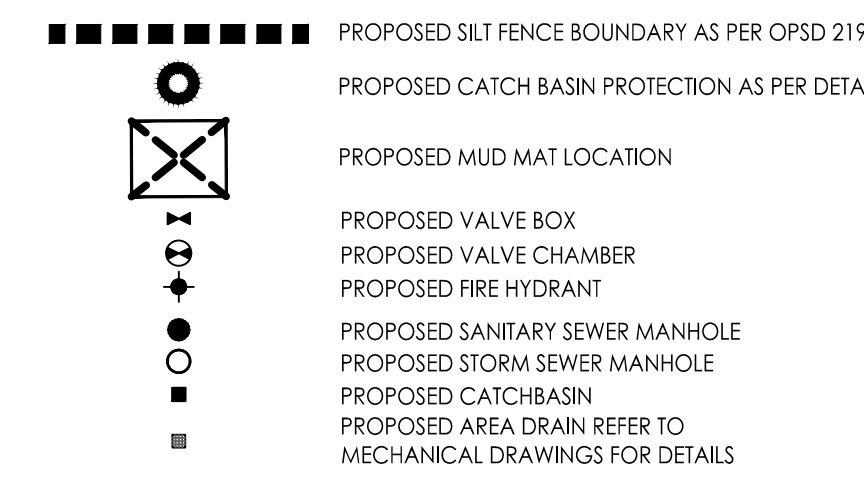 PROPOSED SILT FENCE BOUNDARY AS PER OPSD 219
PROPOSED CATCH BASIN PROTECTION AS PER DETA
PROPOSED MUD MAT LOCATION
PROPOSED VALVE BOX
PROPOSED VALVE CHAMBER
PROPOSED FIRE HYDRANT
PROPOSED SANITARY SEWER MANHOLE
PROPOSED STORM SEWER MANHOLE
PROPOSED CATCHBASIN
PROPOSED AREA DRAIN REFER TO
MECHANICAL DRAWINGS FOR DETAILS